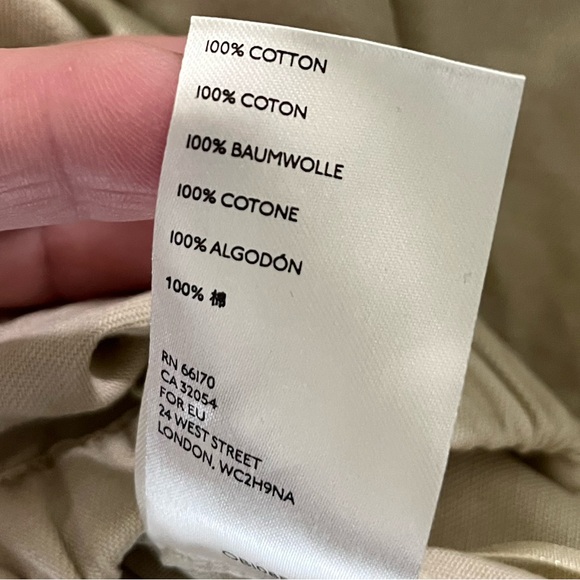 100% COTTON
100% COTON
100% BAUMWOLLE
100% COTONE
100% ALGODÓN
100% 棉
RN 66170
CA 32054
FOR EU
24 WEST STREET
LONDON, WC2H9NA